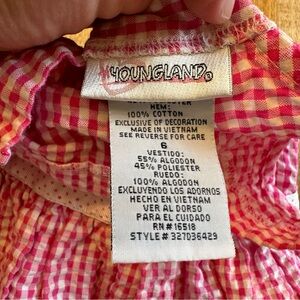 YOUNGLAND®
HEM:
100% COTTON
EXCLUSIVE OF DECORATION
MADE IN VIETNAM
SEE REVERSE FOR CARE
6
VESTIDO:
55% ALGODON
45% POLIESTER
RUEDO:
100% ALGODON
EXCLUYENDO LOS ADORNOS
HECHO EN VIETNAM
VER AL DORSO
PARA EL CUIDADO
RN#16518
STYLE# 327D36429